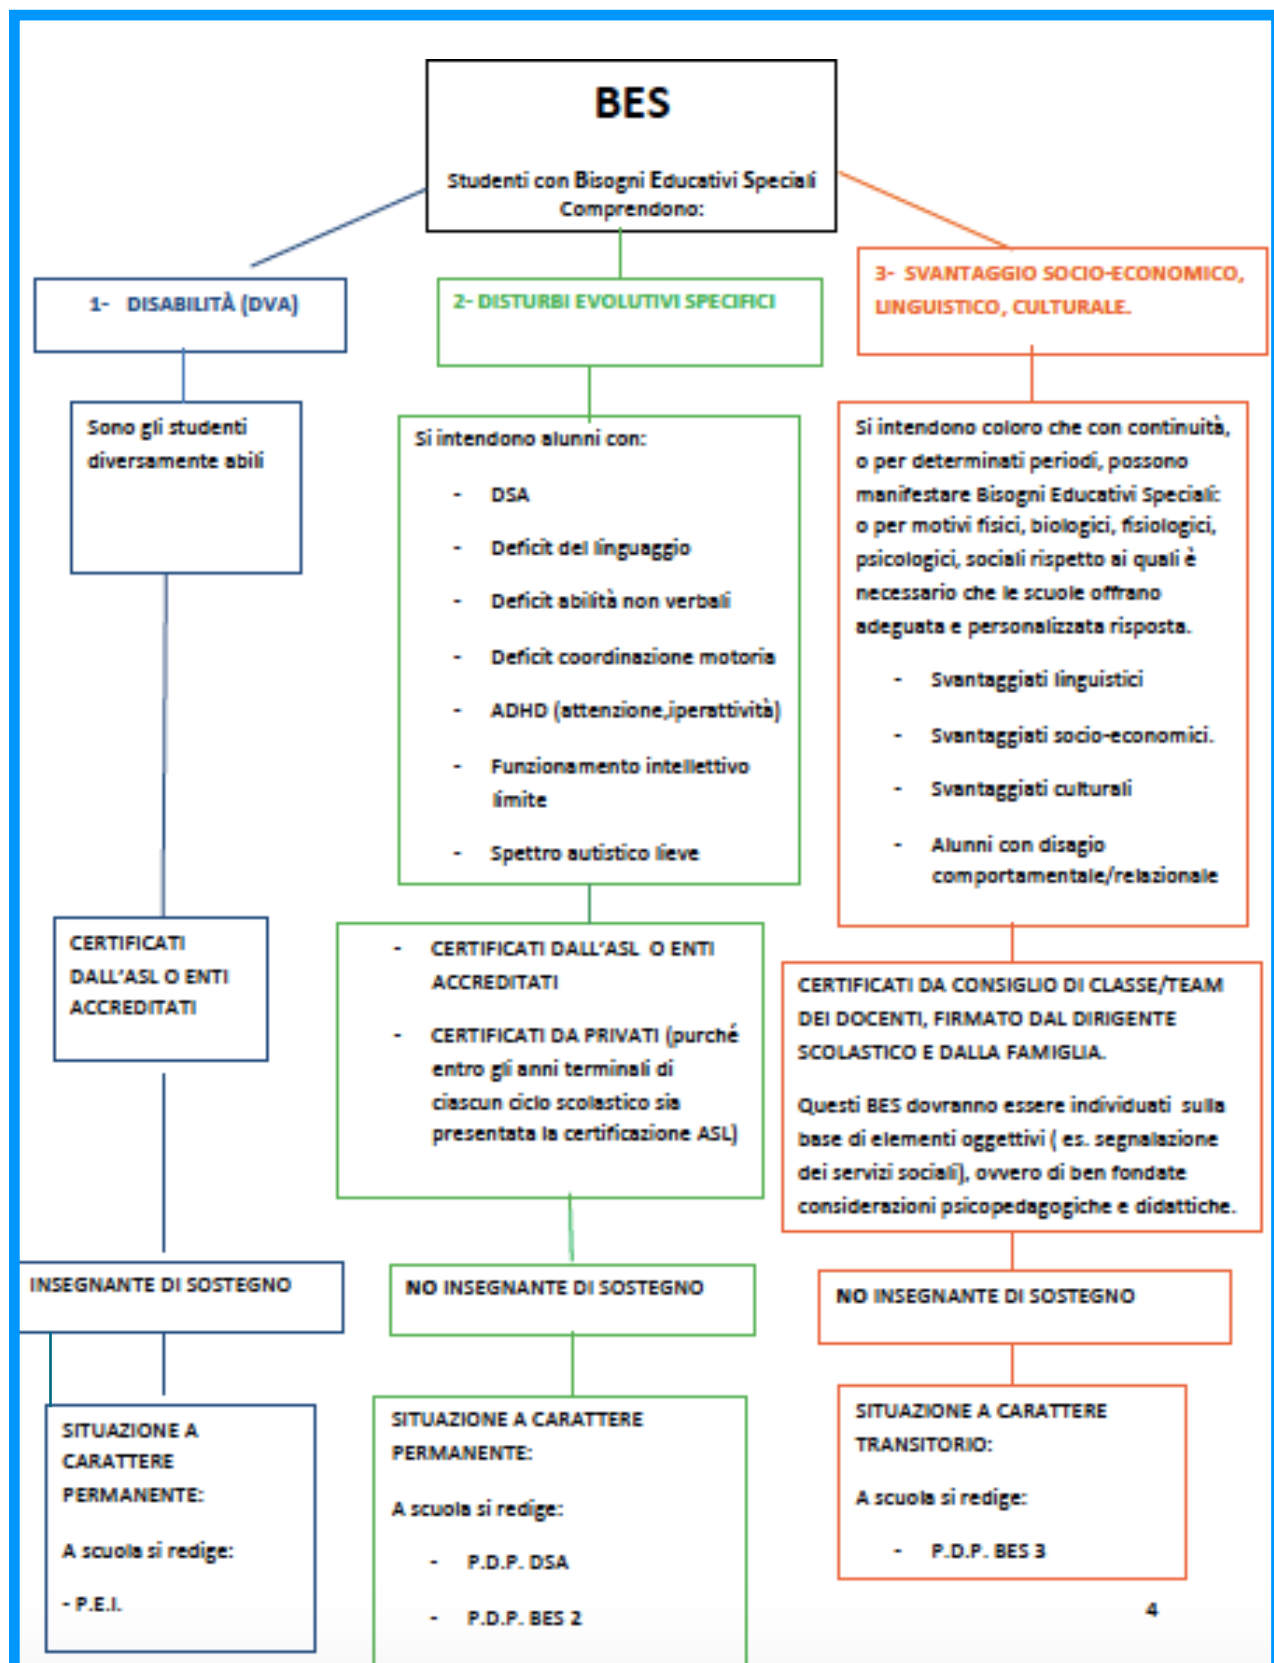 BES
Studenti con Bisogni Educativi Speciali
Comprendono:
1- DISABILITÀ (DVA)
Sono gli studenti
diversamente abili
CERTIFICATI
DALL'ASL O ENTI
ACCREDITATI
INSEGNANTE DI SOSTEGNO
SITUAZIONE A
CARATTERE
PERMANENTE:
A scuola si redige:
- P.E.I.
2- DISTURBI EVOLUTIVI SPECIFICI
Si intendono alunni con:
- DSA
- Deficit del linguaggio
- Deficit abilità non verbali
- Deficit coordinazione motoria
- ADHD (attenzione,iperattività)
- Funzionamento intellettivo
limite
- Spettro autistico lieve
- CERTIFICATI DALL'ASL O ENTI
ACCREDITATI
- CERTIFICATI DA PRIVATI (purché
entro gli anni terminali di
ciascun ciclo scolastico sia
presentata la certificazione ASL)
NO INSEGNANTE DI SOSTEGNO
SITUAZIONE A CARATTERE
PERMANENTE:
A scuola si redige:
- P.D.P. DSA
- P.D.P. BES 2
3- SVANTAGGIO SOCIO-ECONOMICO,
LINGUISTICO, CULTURALE.
Si intendono coloro che con continuità,
o per determinati periodi, possono
manifestare Bisogni Educativi Speciali:
o per motivi fisici, biologici, fisiologici,
psicologici, sociali rispetto ai quali è
necessario che le scuole offrano
adeguata e personalizzata risposta.
- Svantaggiati linguistici
- Svantaggiati socio-economici.
- Svantaggiati culturali
- Alunni con disagio
comportamentale/relazionale
CERTIFICATI DA CONSIGLIO DI CLASSE/TEAM
DEI DOCENTI, FIRMATO DAL DIRIGENTE
SCOLASTICO E DALLA FAMIGLIA.
Questi BES dovranno essere individuati sulla
base di elementi oggettivi ( es. segnalazione
dei servizi sociali), ovvero di ben fondate
considerazioni psicopedagogiche e didattiche.
NO INSEGNANTE DI SOSTEGNO
SITUAZIONE A CARATTERE
TRANSITORIO:
A scuola si redige:
- P.D.P. BES 3
4